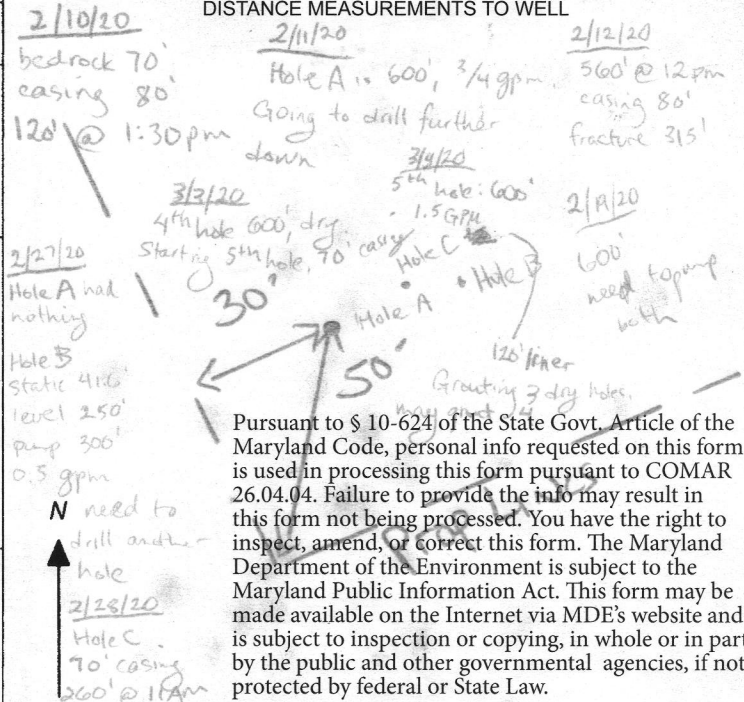 DISTANCE MEASUREMENTS TO WELL
2/10/20
bedrock 70'
casing 80'
120' @ 1:30pm
2/11/20
Hole A is 600', 3/4 gpm.
Going to drill further
down
2/12/20
560' @ 12pm
casing 80'
fracture 315'
3/3/20
4th hole 600', dry.
Starting 5th hole, 70' casing
5th hole: 600'
1.5 GPM
Hole C
Hole B
Hole A
600'
need to pump
both
2/27/20
Hole A had
nothing
Hole B
static
level 250'
pump 300'
0.5 gpm
need to
drill another
hole
2/28/20
Hole C
70' casing
260' @ 11AM
30'
50'
120' liner
Grouting 3 dry holes.
may grout 4
N
Prop Lines
Pursuant to § 10-624 of the State Govt. Article of the
Maryland Code, personal info requested on this form
is used in processing this form pursuant to COMAR
26.04.04. Failure to provide the info may result in
this form not being processed. You have the right to
inspect, amend, or correct this form. The Maryland
Department of the Environment is subject to the
Maryland Public Information Act. This form may be
made available on the Internet via MDE's website and
is subject to inspection or copying, in whole or in part
by the public and other governmental agencies, if not
protected by federal or State Law.